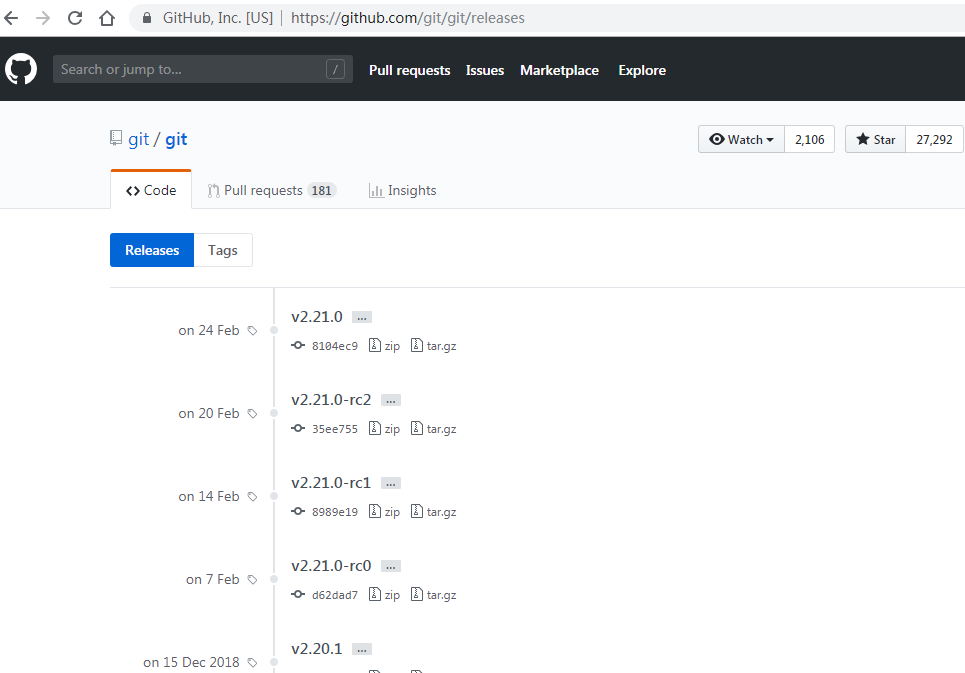 GitHub, Inc. [US] | https://github.com/git/git/releases
Search or jump to... / Pull requests Issues Marketplace Explore
git / git Watch 2,106 Star 27,292
Code Pull requests 181 Insights
Releases Tags
v2.21.0 ...
on 24 Feb
8104ec9 zip tar.gz
v2.21.0-rc2 ...
on 20 Feb
35ee755 zip tar.gz
v2.21.0-rc1 ...
on 14 Feb
8989e19 zip tar.gz
v2.21.0-rc0 ...
on 7 Feb
d62dad7 zip tar.gz
v2.20.1 ...
on 15 Dec 2018